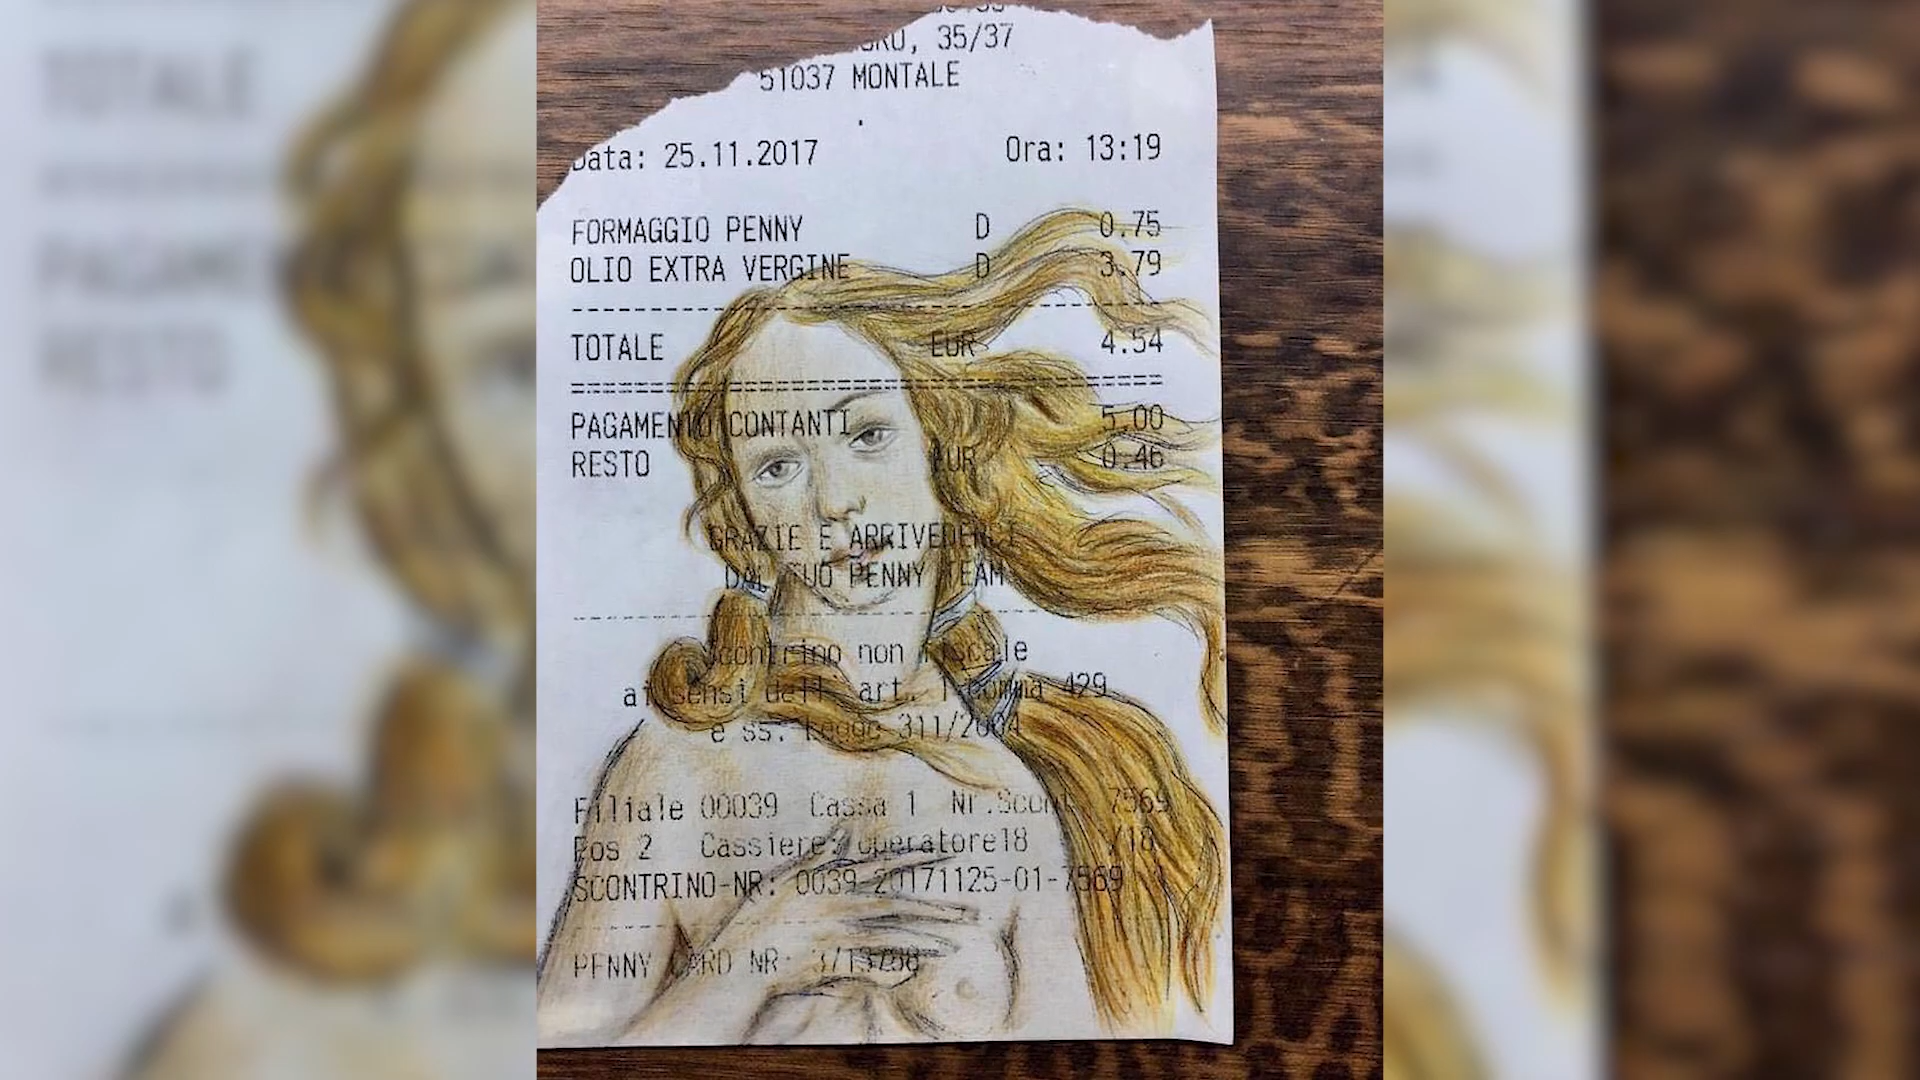 35/37
51037 MONTALE
Data: 25.11.2017 Ora: 13:19
FORMAGGIO PENNY D 0.75
OLIO EXTRA VERGINE D 3.79
TOTALE EUR 4.54
PAGAMENTO CONTANTI 5.00
RESTO EUR 0.46
GRAZIE E ARRIVEDERCI
DAL TUO PENNY TEAM
Scontrino non fiscale
ai sensi dell' art. 1 comma 429
e ss. Legge 311/2004
Filiale 00039 Cassa 1 Nr.Scont 7569
Pos 2 Cassiere: operatore18 /18
SCONTRINO-NR: 0039-20171125-01-7569
PENNY CARD NR:
TOTALE
RESTO